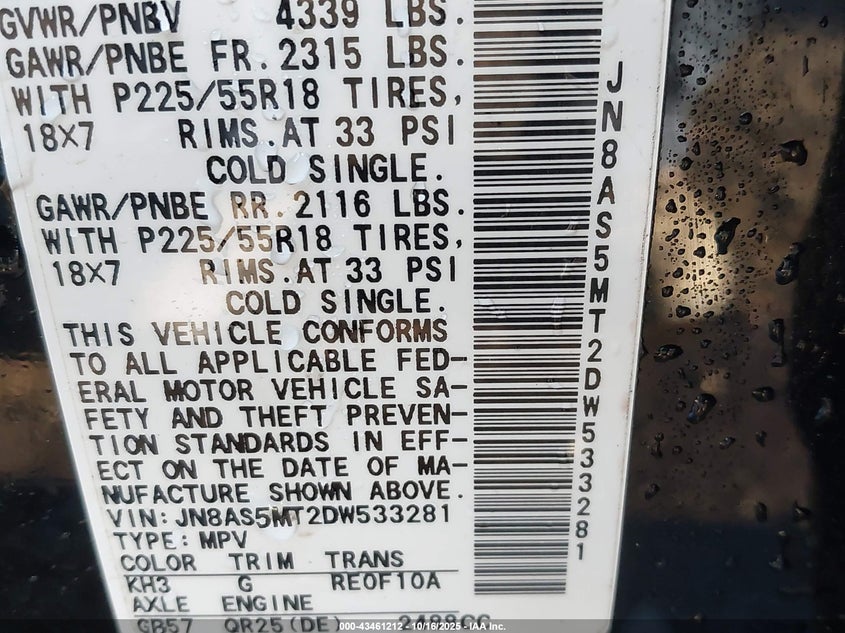 GVWR/PNBV 4339 LBS.
GAWR/PNBE FR. 2315 LBS.
WITH P225/55R18 TIRES,
18X7 RIMS.AT 33 PSI
COLD SINGLE.
GAWR/PNBE RR. 2116 LBS.
WITH P225/55R18 TIRES,
18X7 RIMS.AT 33 PSI
COLD SINGLE.
THIS VEHICLE CONFORMS
TO ALL APPLICABLE FED-
ERAL MOTOR VEHICLE SA-
FETY AND THEFT PREVEN-
TION STANDARDS IN EFF-
ECT ON THE DATE OF MA-
NUFACTURE SHOWN ABOVE.
VIN:JN8AS5MT2DW533281
TYPE:MPV
COLOR TRIM TRANS
KH3 G RE0F10A
AXLE ENGINE
GB57 QR25(DE) 2488CC
JN8AS5MT2DW533281
000-43461212 - 10/16/2025 - www.iaai.com